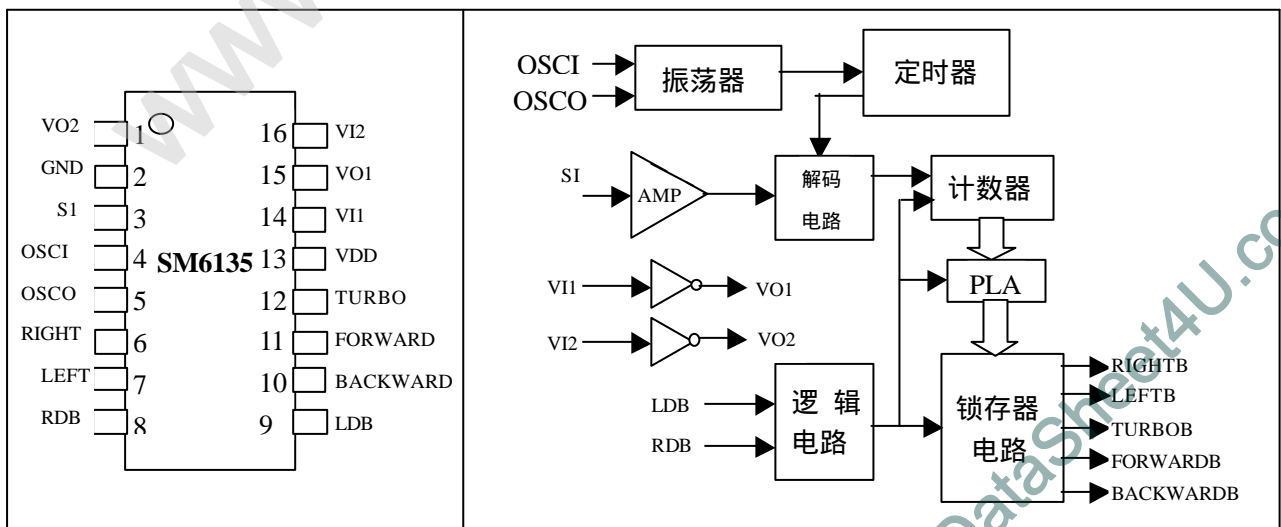 VO2 1 16 VI2
GND 2 15 VO1
S1 3 14 VI1
OSCI 4 SM6135 13 VDD
OSCO 5 12 TURBO
RIGHT 6 11 FORWARD
LEFT 7 10 BACKWARD
RDB 8 9 LDB
OSCI
OSCO
振荡器
定时器
SI
AMP
解码
电路
计数器
VI1
VO1
PLA
VI2
VO2
LDB
RDB
逻 辑
电路
锁存器
电路
RIGHTB
LEFTB
TURBOB
FORWARDB
BACKWARDB
www
DataSheet4U.co